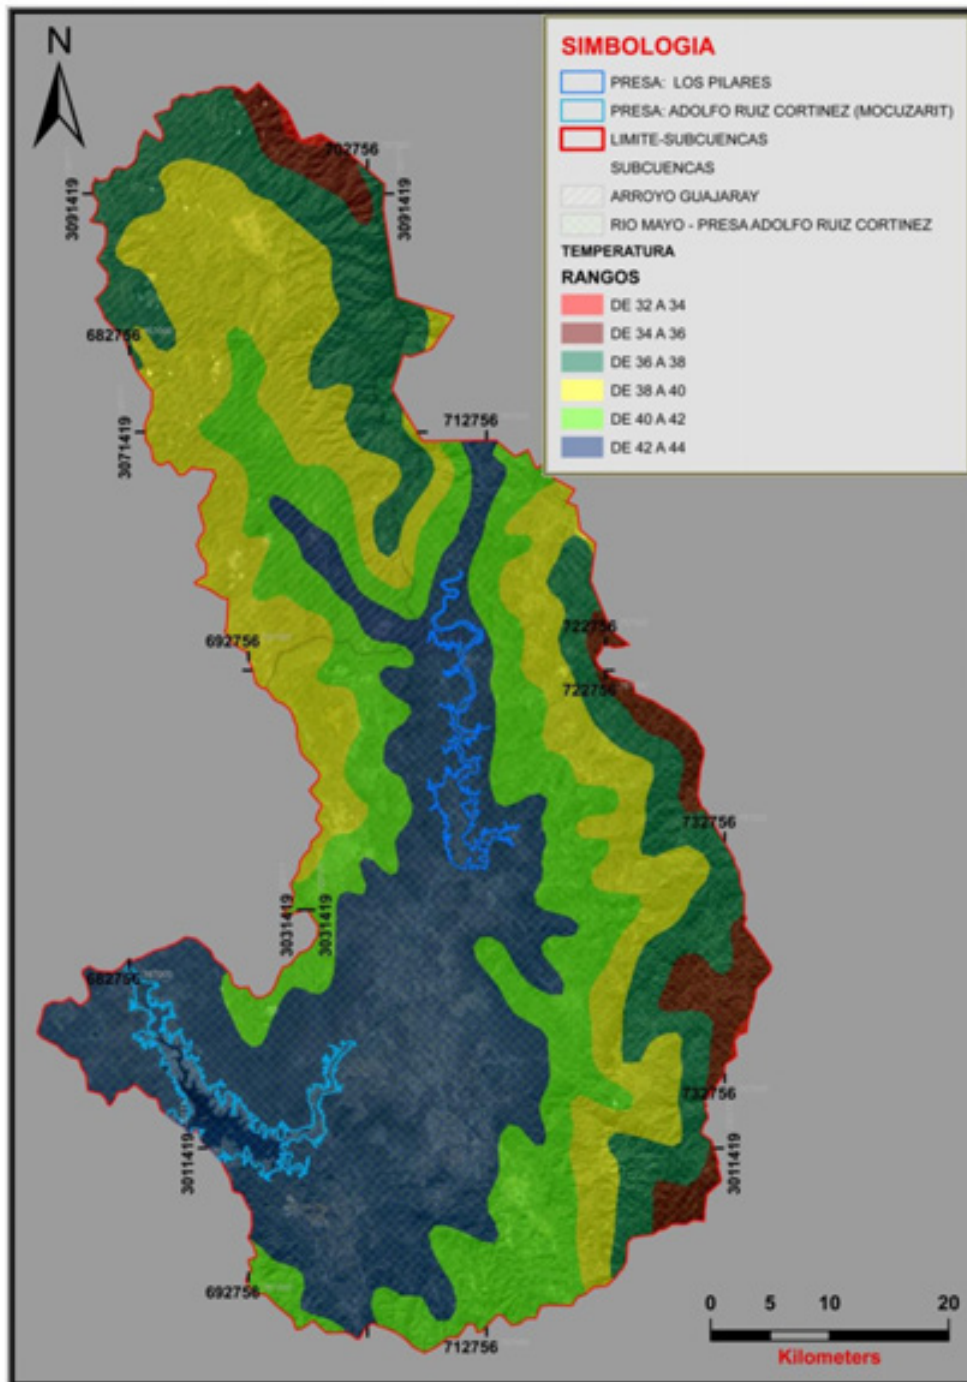 N
SIMBOLOGIA
PRESA: LOS PILARES
PRESA: ADOLFO RUIZ CORTINEZ (MOCUZARIT)
LIMITE-SUBCUENCAS
SUBCUENCAS
ARROYO GUAJARAY
RIO MAYO - PRESA ADOLFO RUIZ CORTINEZ
TEMPERATURA
RANGOS
DE 32 A 34
DE 34 A 36
DE 36 A 38
DE 38 A 40
DE 40 A 42
DE 42 A 44
702756
3091419
3091419
682756
712756
3071419
722756
692756
722756
732756
3031419
3031419
682756
732756
3011419
3011419
692756
712756
0 5 10 20
Kilometers